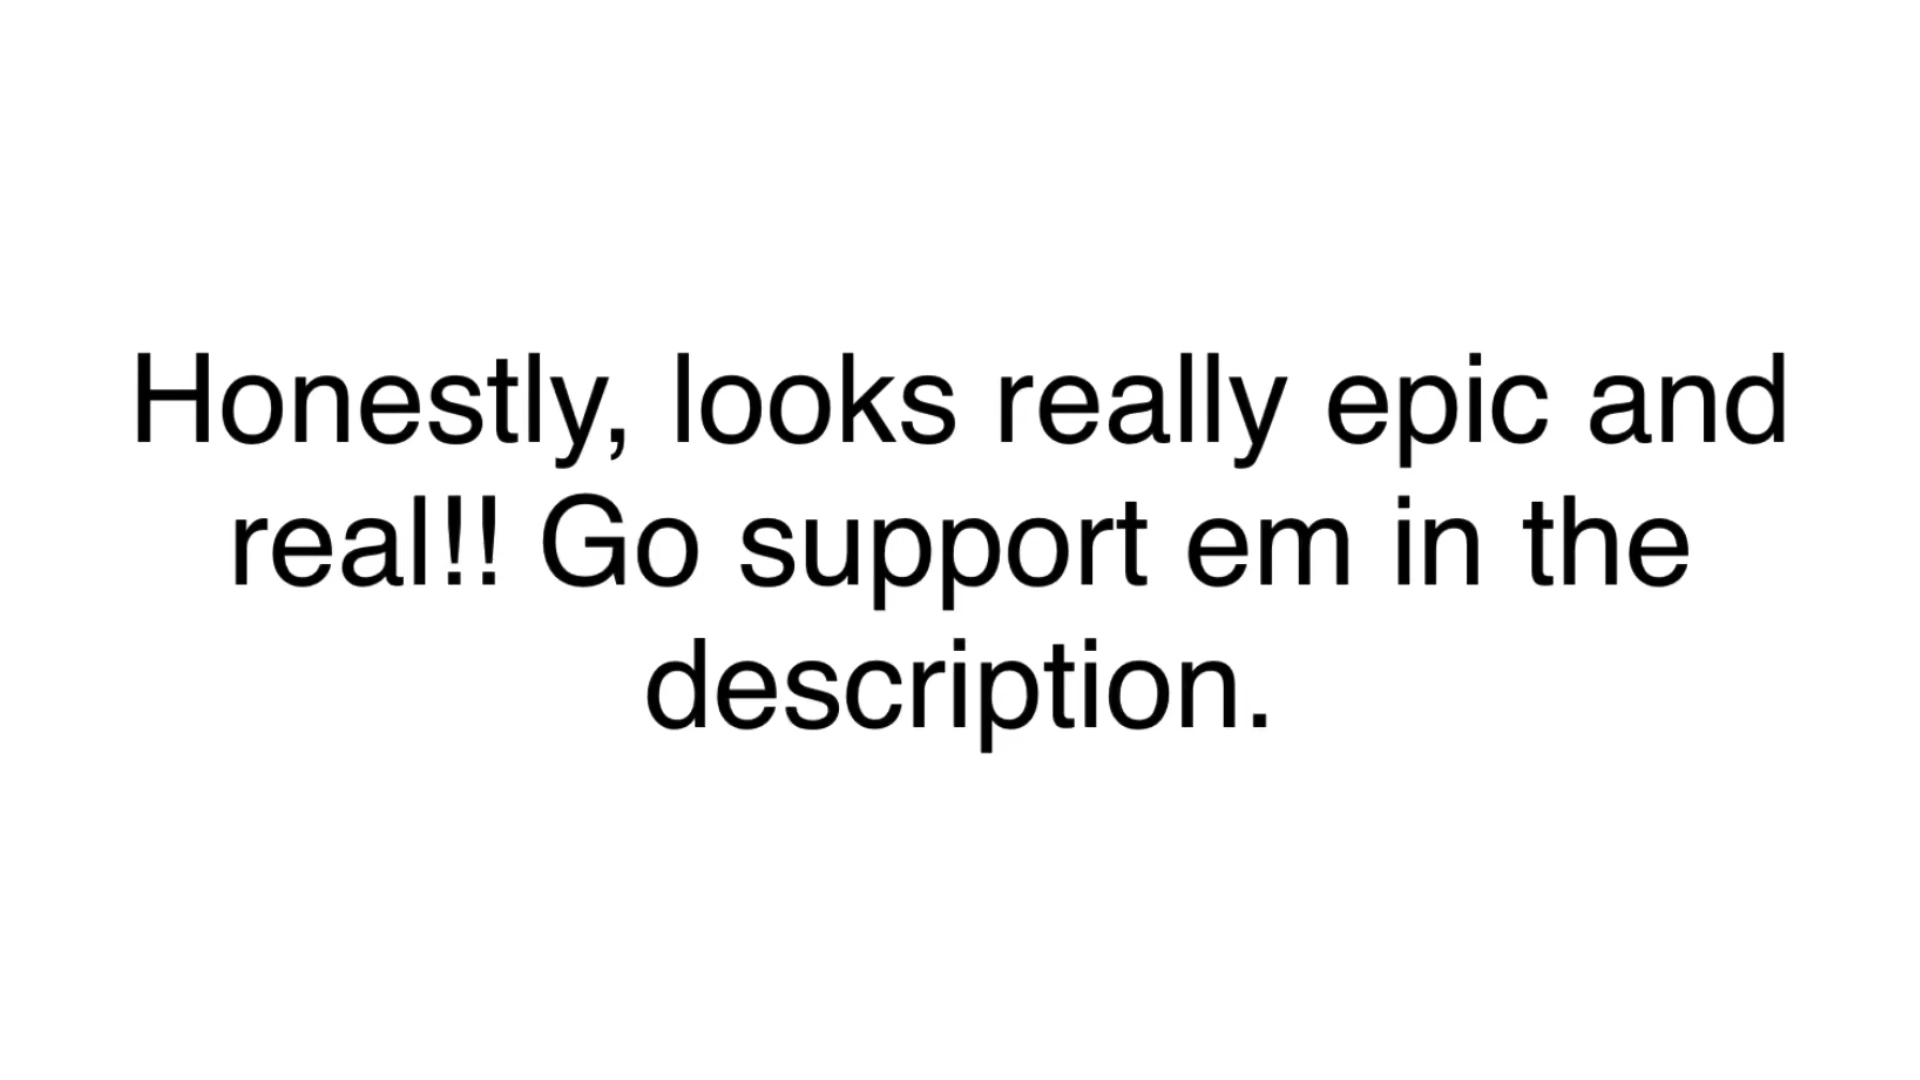 Honestly, looks really epic and
real!! Go support em in the
description.